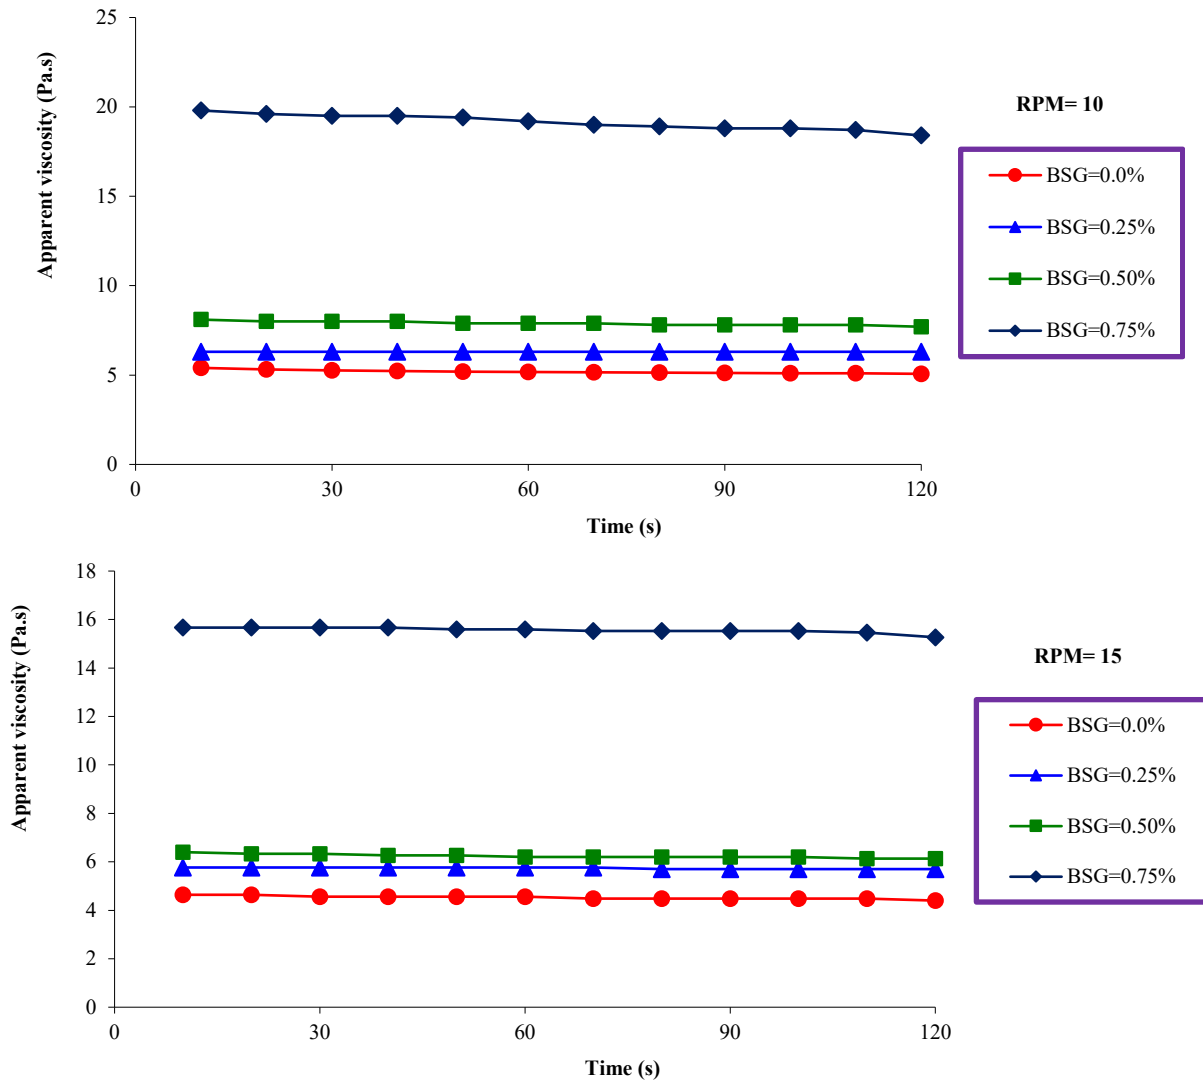 25
20
15
10
5
0
0
30
60
90
120
Apparent viscosity (Pa.s)
Time (s)
RPM= 10
BSG=0.0%
BSG=0.25%
BSG=0.50%
BSG=0.75%
18
16
14
12
10
8
6
4
2
0
0
30
60
90
120
Apparent viscosity (Pa.s)
Time (s)
RPM= 15
BSG=0.0%
BSG=0.25%
BSG=0.50%
BSG=0.75%